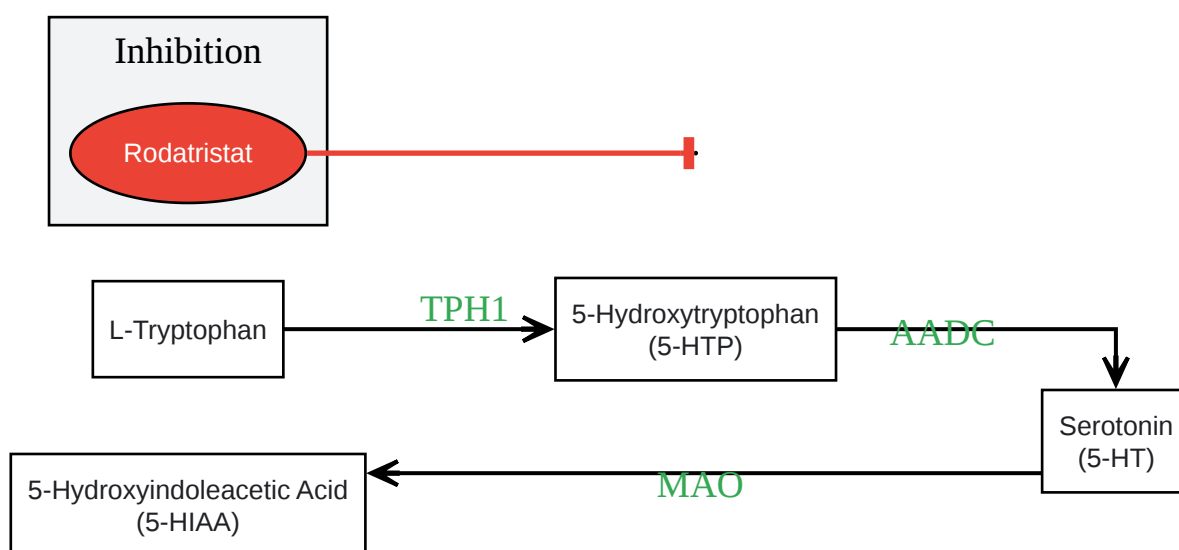 Inhibition
Rodatristat
L-Tryptophan
TPH1
5-Hydroxytryptophan
(5-HTP)
AADC
Serotonin
(5-HT)
MAO
5-Hydroxyindoleacetic Acid
(5-HIAA)